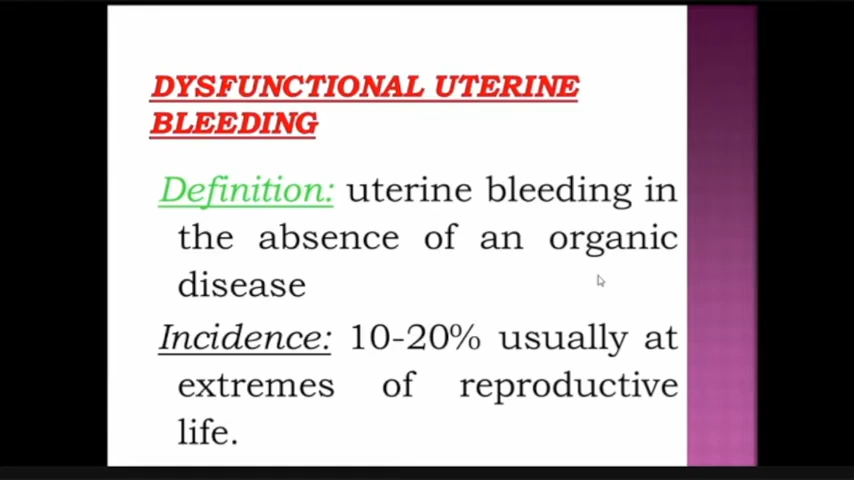 DYSFUNCTIONAL UTERINE
BLEEDING
Definition: uterine bleeding in
the absence of an organic
disease
Incidence: 10-20% usually at
extremes of reproductive
life.